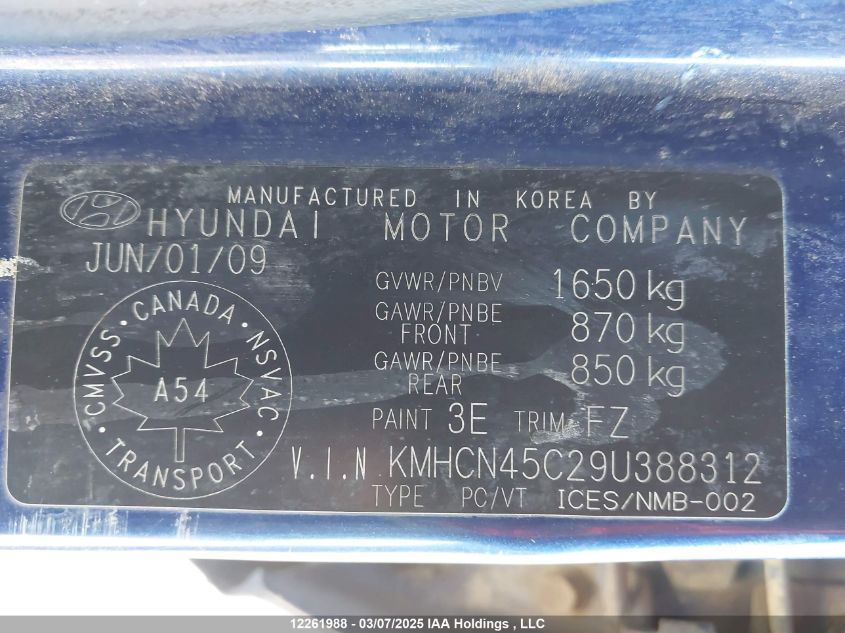 MANUFACTURED IN KOREA BY
HYUNDAI MOTOR COMPANY
JUN/01/09
GVWR/PNBV 1650 kg
GAWR/PNBE FRONT 870 kg
GAWR/PNBE REAR 850 kg
CANADA · NSVAC · TRANSPORT · CMVSS
A54
PAINT 3E TRIM FZ
V.I.N KMHCN45C29U388312
TYPE PC/VT ICES/NMB-002
12261988 - 03/07/2025 IAA Holdings , LLC